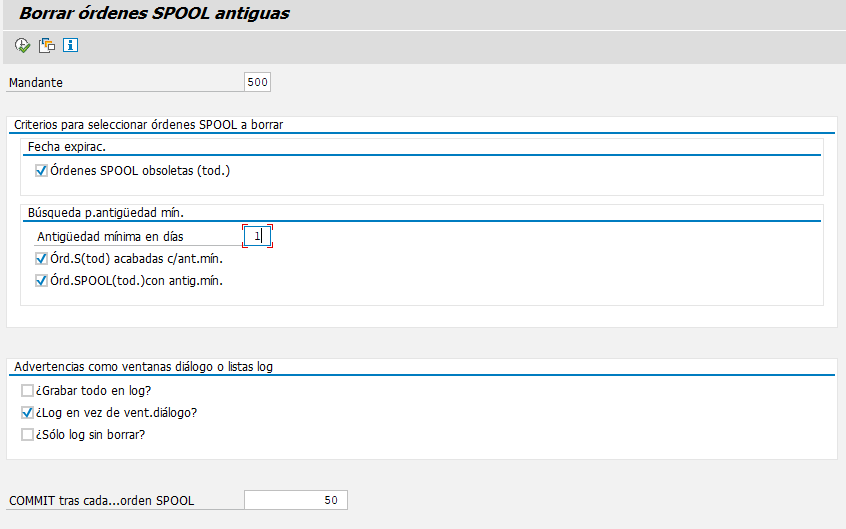 Borrar órdenes SPOOL antiguas
Mandante 500
Criterios para seleccionar órdenes SPOOL a borrar
Fecha expirac.
Órdenes SPOOL obsoletas (tod.)
Búsqueda p.antigüedad mín.
Antigüedad mínima en días 1
Órd.S(tod) acabadas c/ant.mín.
Órd.SPOOL(tod.)con antig.mín.
Advertencias como ventanas diálogo o listas log
¿Grabar todo en log?
¿Log en vez de vent.diálogo?
¿Sólo log sin borrar?
COMMIT tras cada...orden SPOOL 50